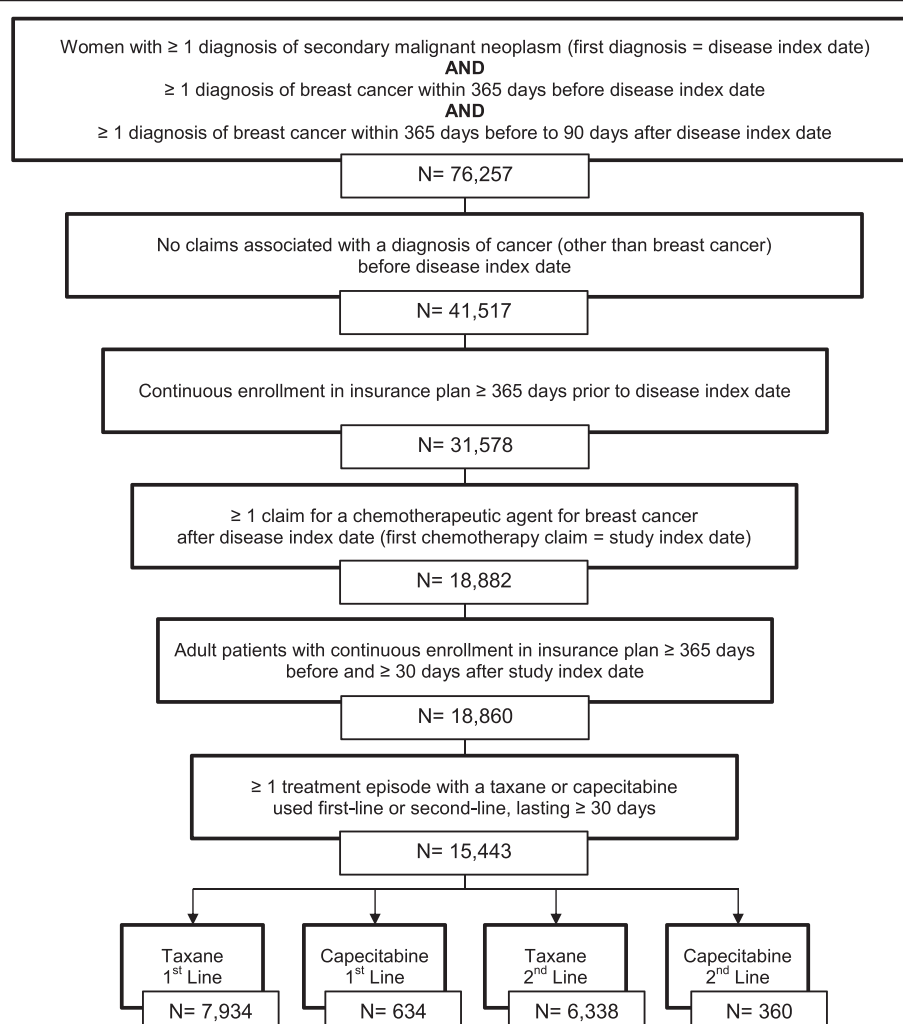 Women with ≥ 1 diagnosis of secondary malignant neoplasm (first diagnosis = disease index date)
AND
≥ 1 diagnosis of breast cancer within 365 days before disease index date
AND
≥ 1 diagnosis of breast cancer within 365 days before to 90 days after disease index date
N= 76,257
No claims associated with a diagnosis of cancer (other than breast cancer)
before disease index date
N= 41,517
Continuous enrollment in insurance plan ≥ 365 days prior to disease index date
N= 31,578
≥ 1 claim for a chemotherapeutic agent for breast cancer
after disease index date (first chemotherapy claim = study index date)
N= 18,882
Adult patients with continuous enrollment in insurance plan ≥ 365 days
before and ≥ 30 days after study index date
N= 18,860
≥ 1 treatment episode with a taxane or capecitabine
used first-line or second-line, lasting ≥ 30 days
N= 15,443
Taxane
1st Line
N= 7,934
Capecitabine
1st Line
N= 634
Taxane
2nd Line
N= 6,338
Capecitabine
2nd Line
N= 360